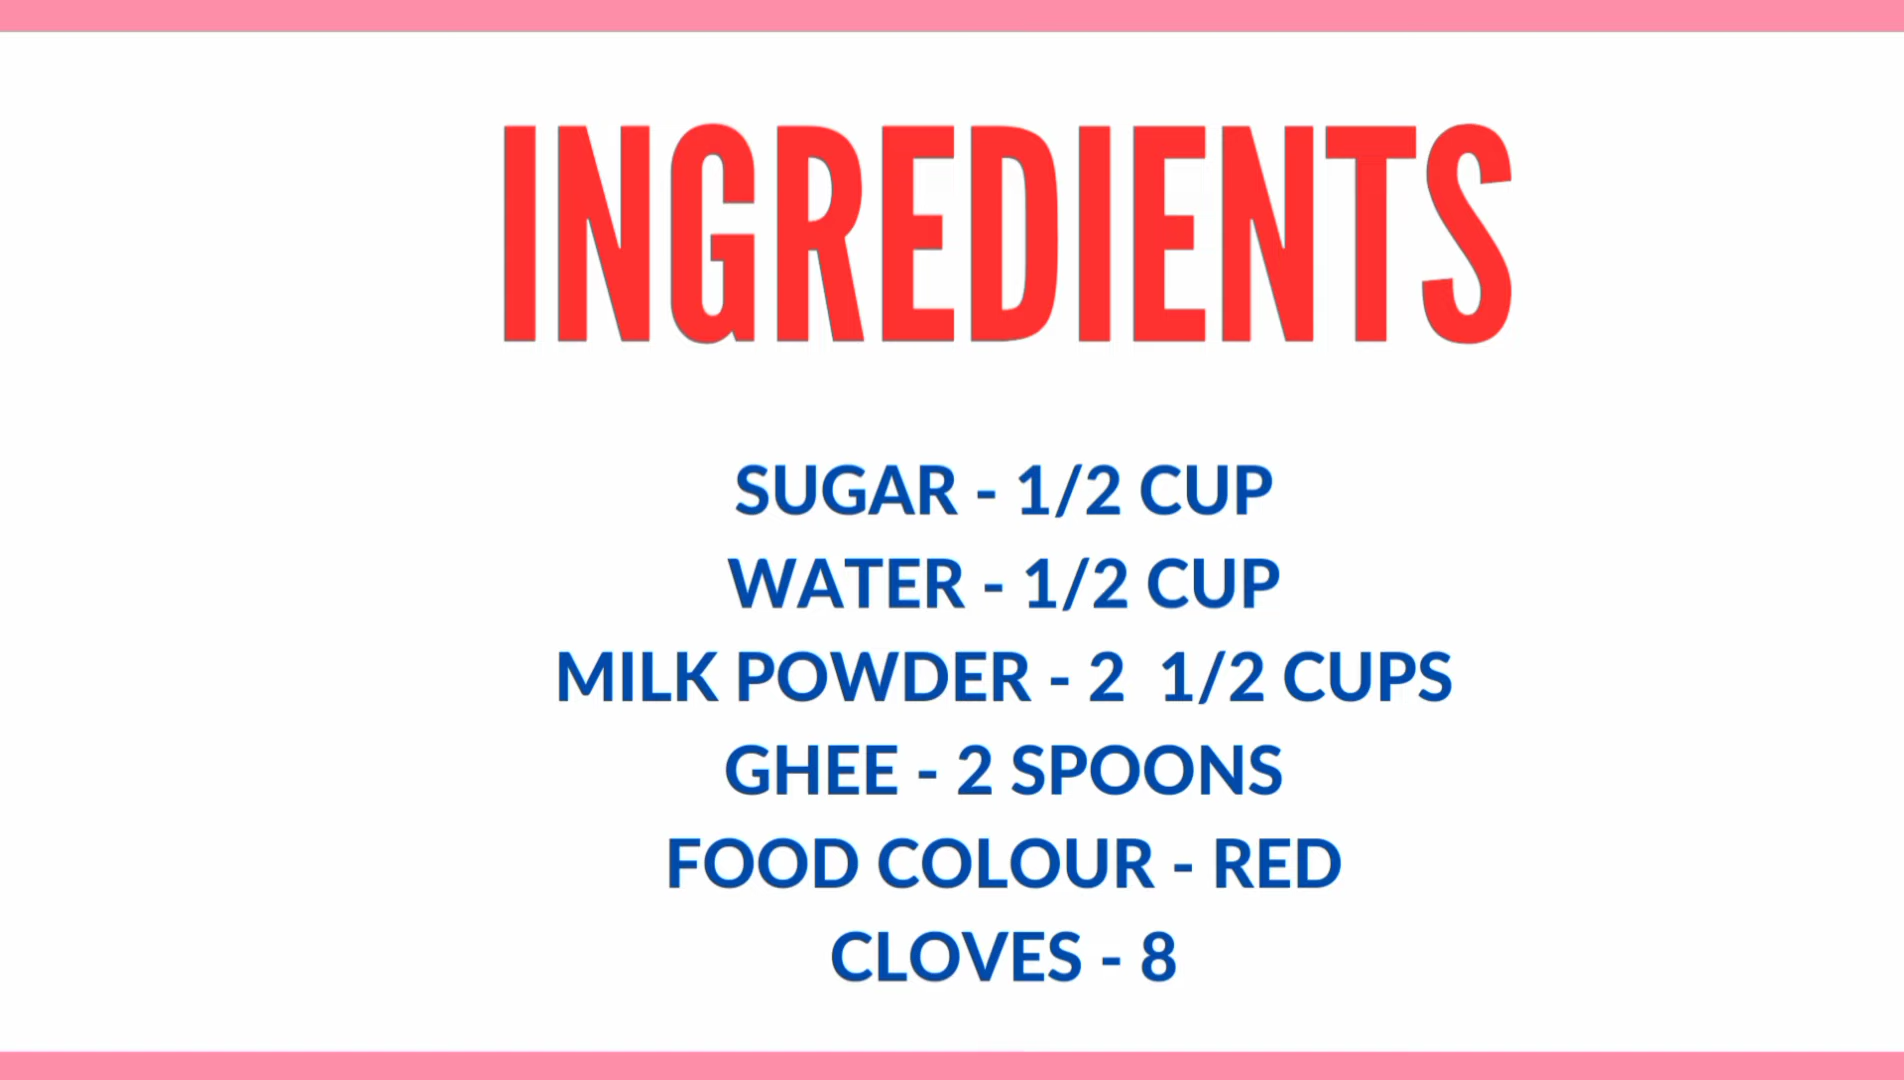 INGREDIENTS
SUGAR - 1/2 CUP
WATER - 1/2 CUP
MILK POWDER - 2  1/2 CUPS
GHEE - 2 SPOONS
FOOD COLOUR - RED
CLOVES - 8